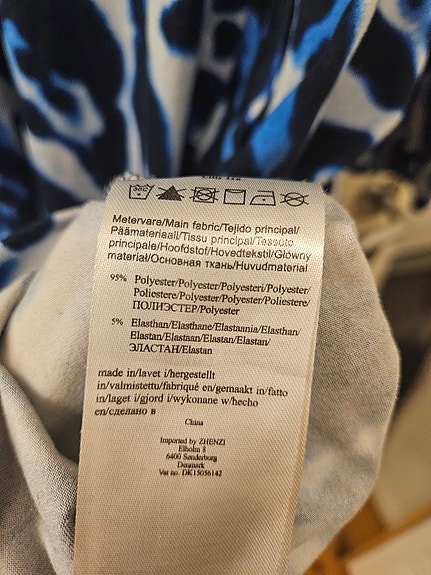 Metervare/Main fabric/Tejido principal/
Päämateriaali/Tissu principal/Tessuto
principale/Hoofdstof/Hovedtekstil/Główny
materiał/Основная ткань/Huvudmaterial
95% Polyester/Polyester/Polyesteri/Polyester/
Poliestere/Polyester/Polyester/Poliestere/
ПОЛИЭСТЕР/Polyester
5% Elasthan/Elasthane/Elastaania/Elasthan/
Elastan/Elastaan/Elastan/Elastan/
ЭЛАСТАН/Elastan
made in/lavet i/hergestellt
in/valmistettu/fabriqué en/gemaakt in/fatto
in/laget i/gjord i/wykonane w/hecho
en/сделано в
China
Imported by ZHENZI
Elholm 8
6400 Sønderborg
Denmark
Vat no. DK15056142